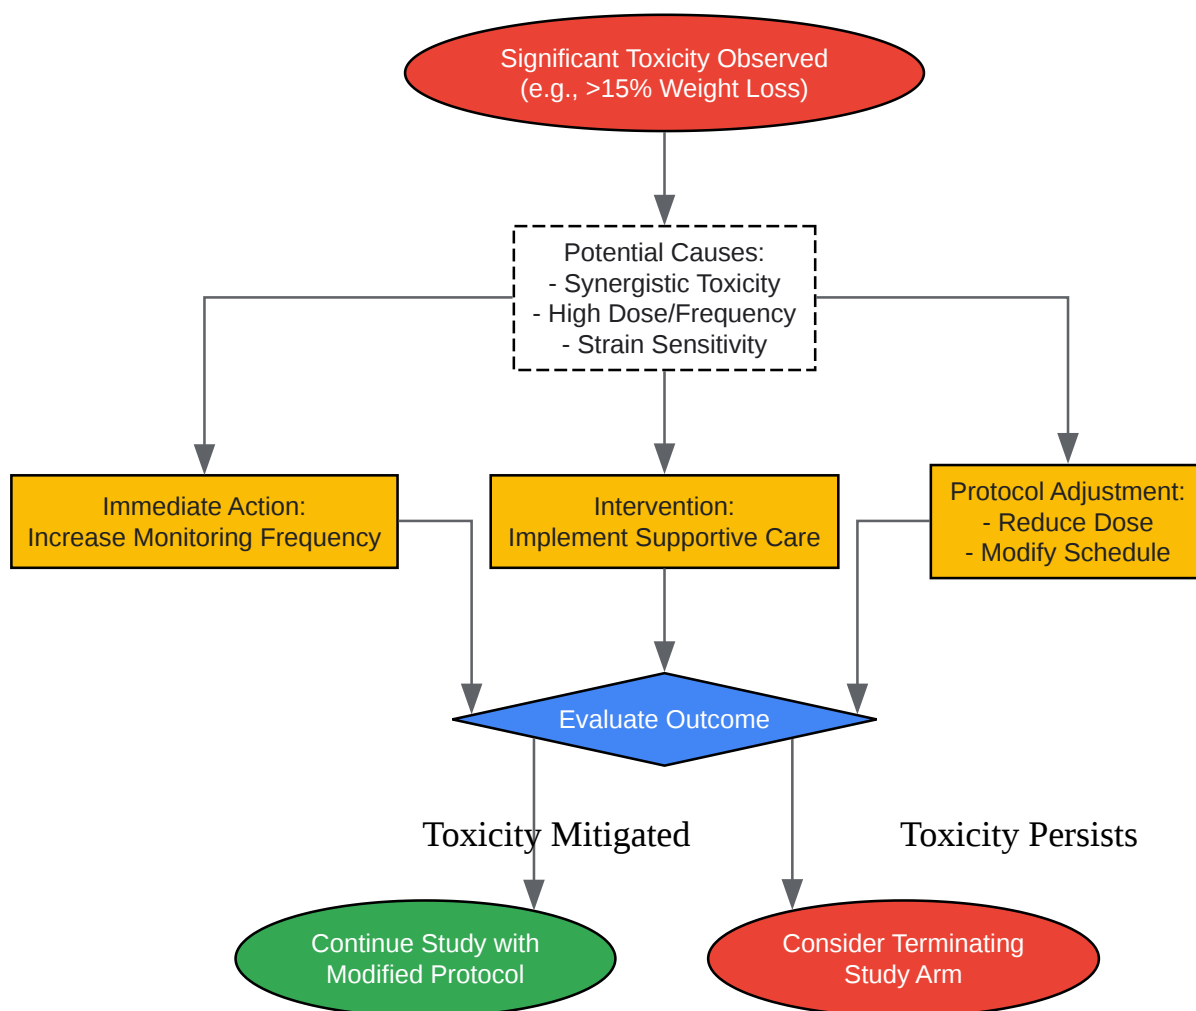 Significant Toxicity Observed
(e.g., >15% Weight Loss)
Potential Causes:
- Synergistic Toxicity
- High Dose/Frequency
- Strain Sensitivity
Immediate Action:
Increase Monitoring Frequency
Intervention:
Implement Supportive Care
Protocol Adjustment:
- Reduce Dose
- Modify Schedule
Evaluate Outcome
Toxicity Mitigated
Toxicity Persists
Continue Study with
Modified Protocol
Consider Terminating
Study Arm